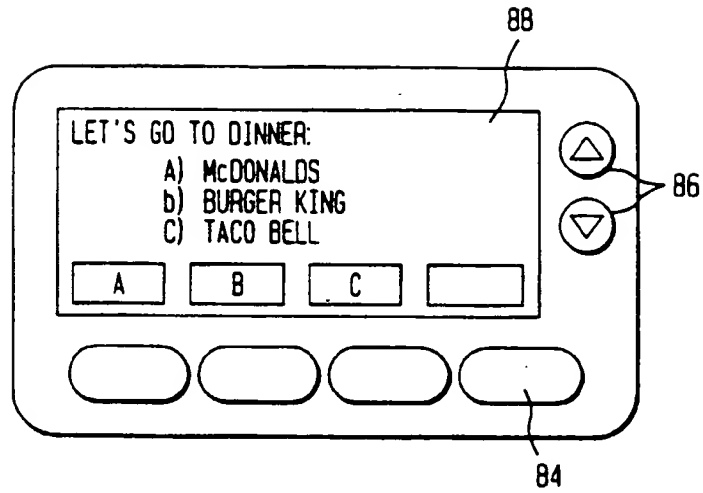 88
LET'S GO TO DINNER:
A) McDONALDS
b) BURGER KING
C) TACO BELL
86
A B C
84